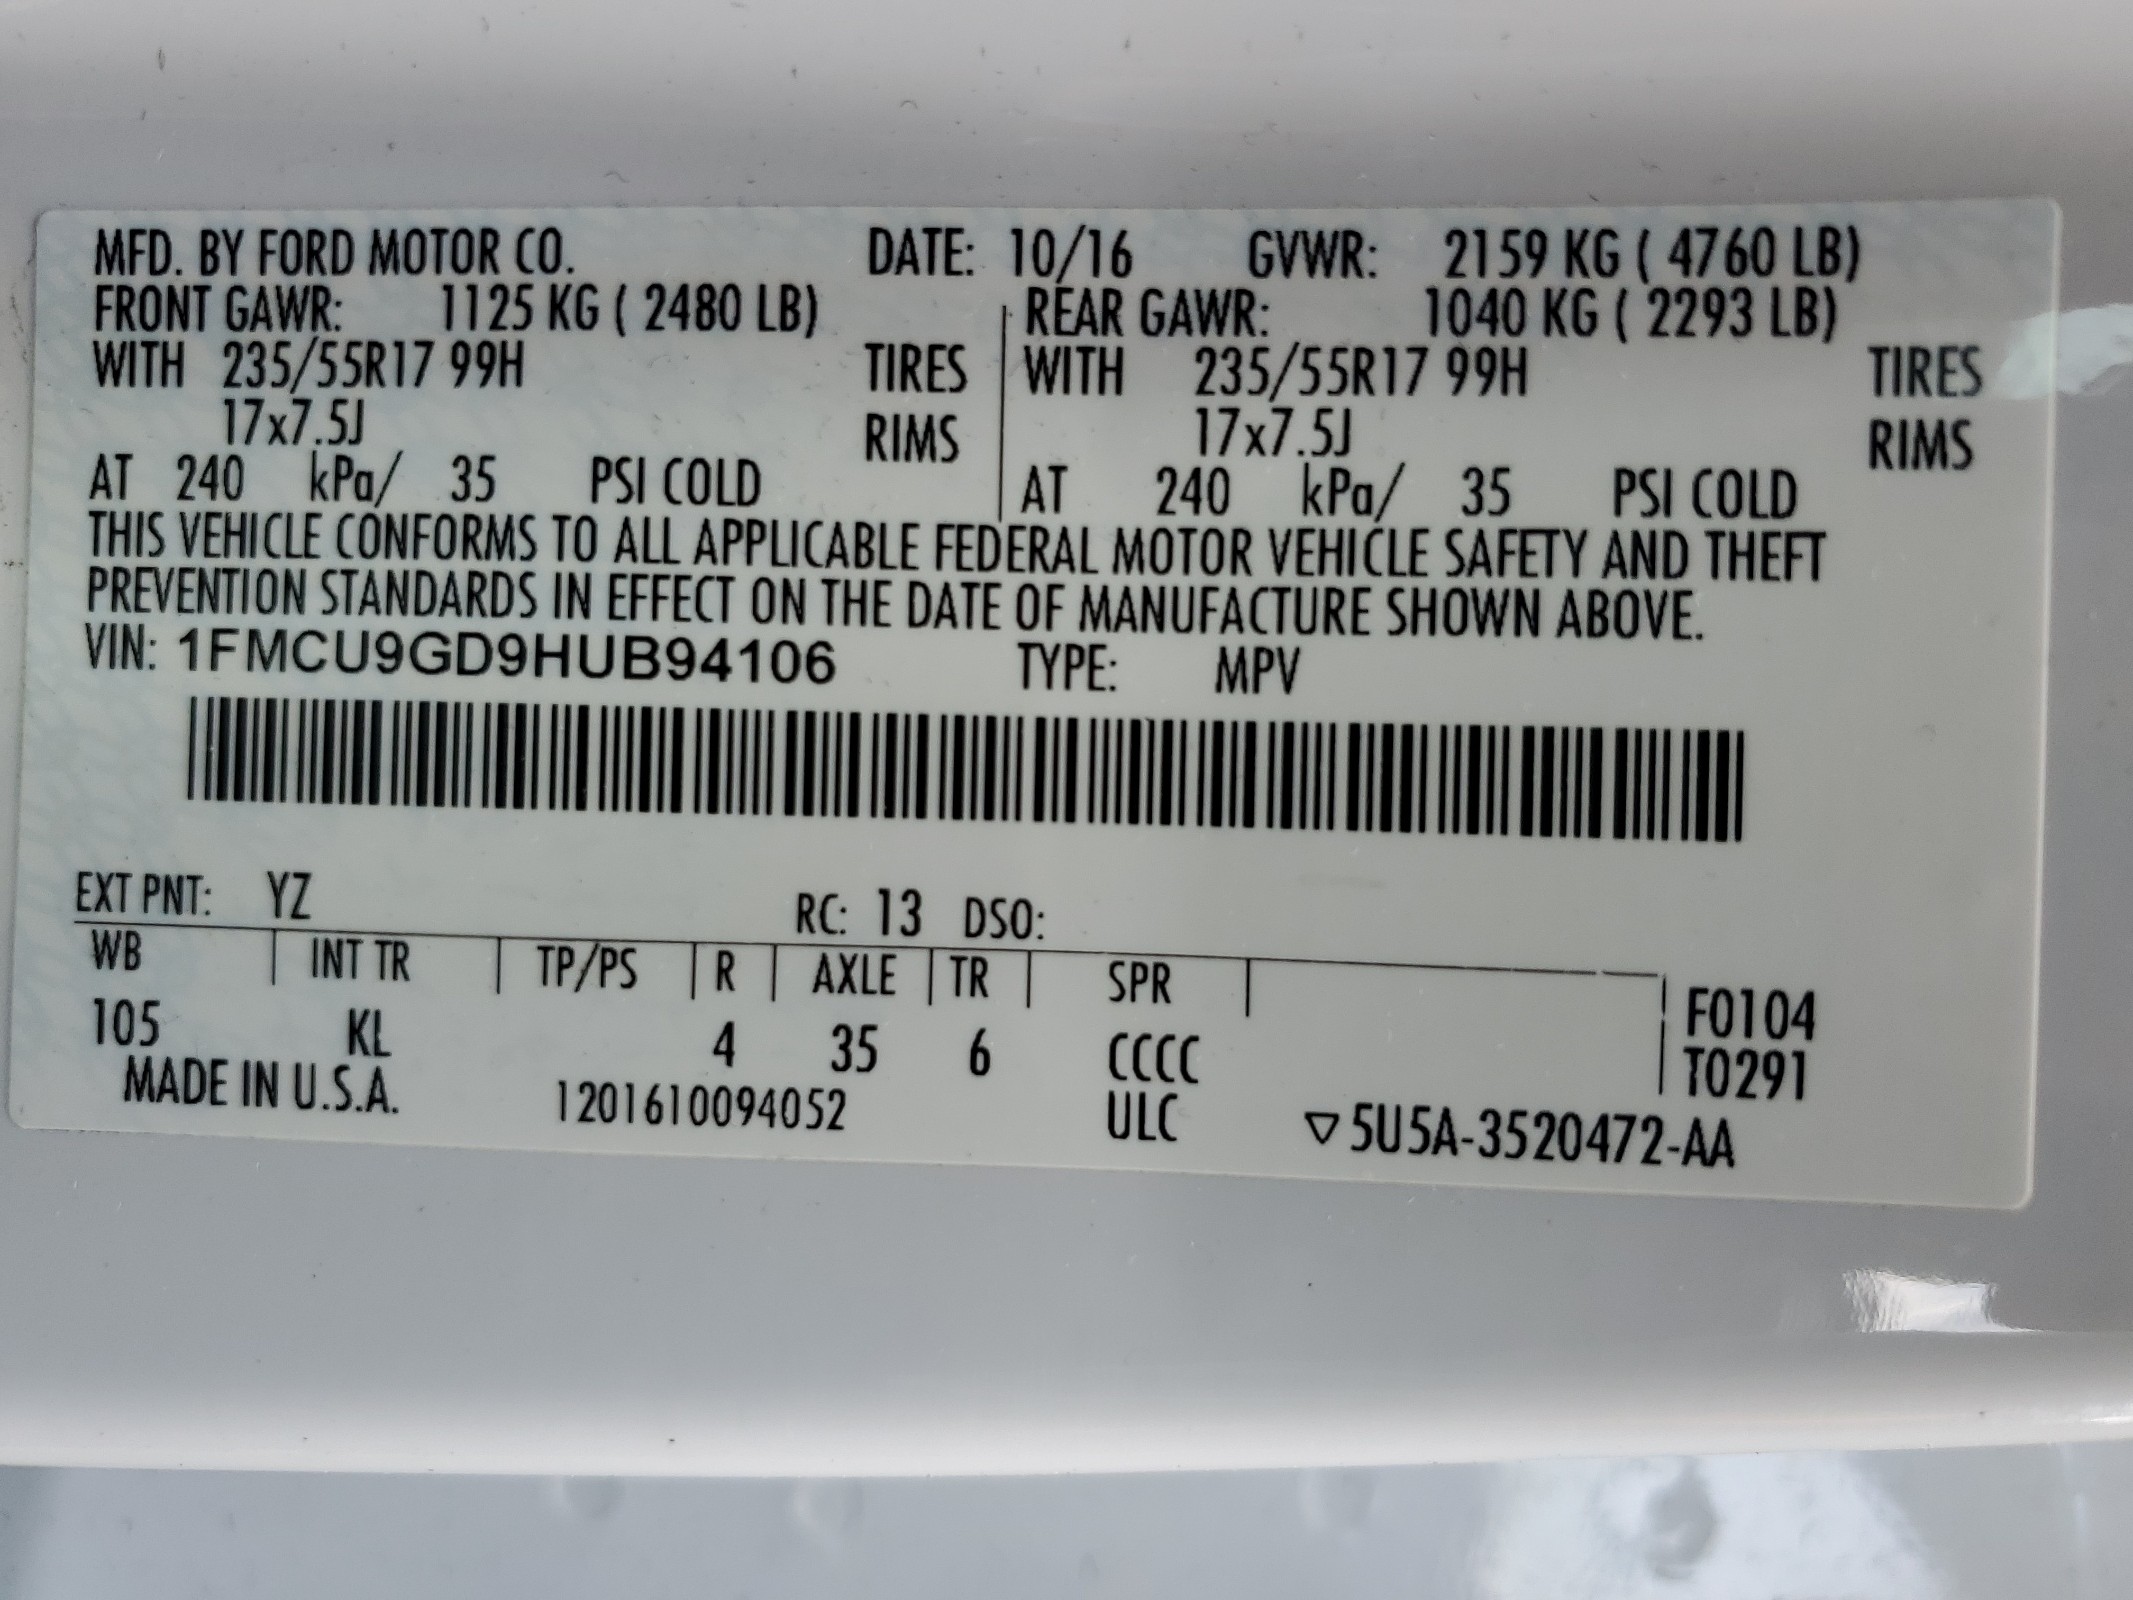 MFD. BY FORD MOTOR CO. DATE: 10/16 GVWR: 2159 KG ( 4760 LB)
FRONT GAWR: 1125 KG ( 2480 LB) REAR GAWR: 1040 KG ( 2293 LB)
WITH 235/55R17 99H TIRES WITH 235/55R17 99H TIRES
17x7.5J RIMS 17x7.5J RIMS
AT 240 kPa/ 35 PSI COLD AT 240 kPa/ 35 PSI COLD
THIS VEHICLE CONFORMS TO ALL APPLICABLE FEDERAL MOTOR VEHICLE SAFETY AND THEFT
PREVENTION STANDARDS IN EFFECT ON THE DATE OF MANUFACTURE SHOWN ABOVE.
VIN: 1FMCU9GD9HUB94106 TYPE: MPV
EXT PNT: YZ RC: 13 DSO:
WB INT TR TP/PS R AXLE TR SPR F0104
105 KL 4 35 6 CCCC T0291
MADE IN U.S.A. 1201610094052 ULC ▽5U5A-3520472-AA